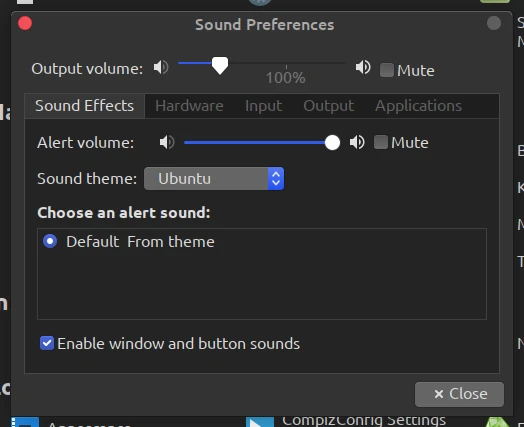 Sound Preferences
Output volume:
100%
Mute
Sound Effects Hardware Input Output Applications
Alert volume: Mute
Sound theme: Ubuntu
Choose an alert sound:
Default From theme
Enable window and button sounds
Close
CompizConfig Settings